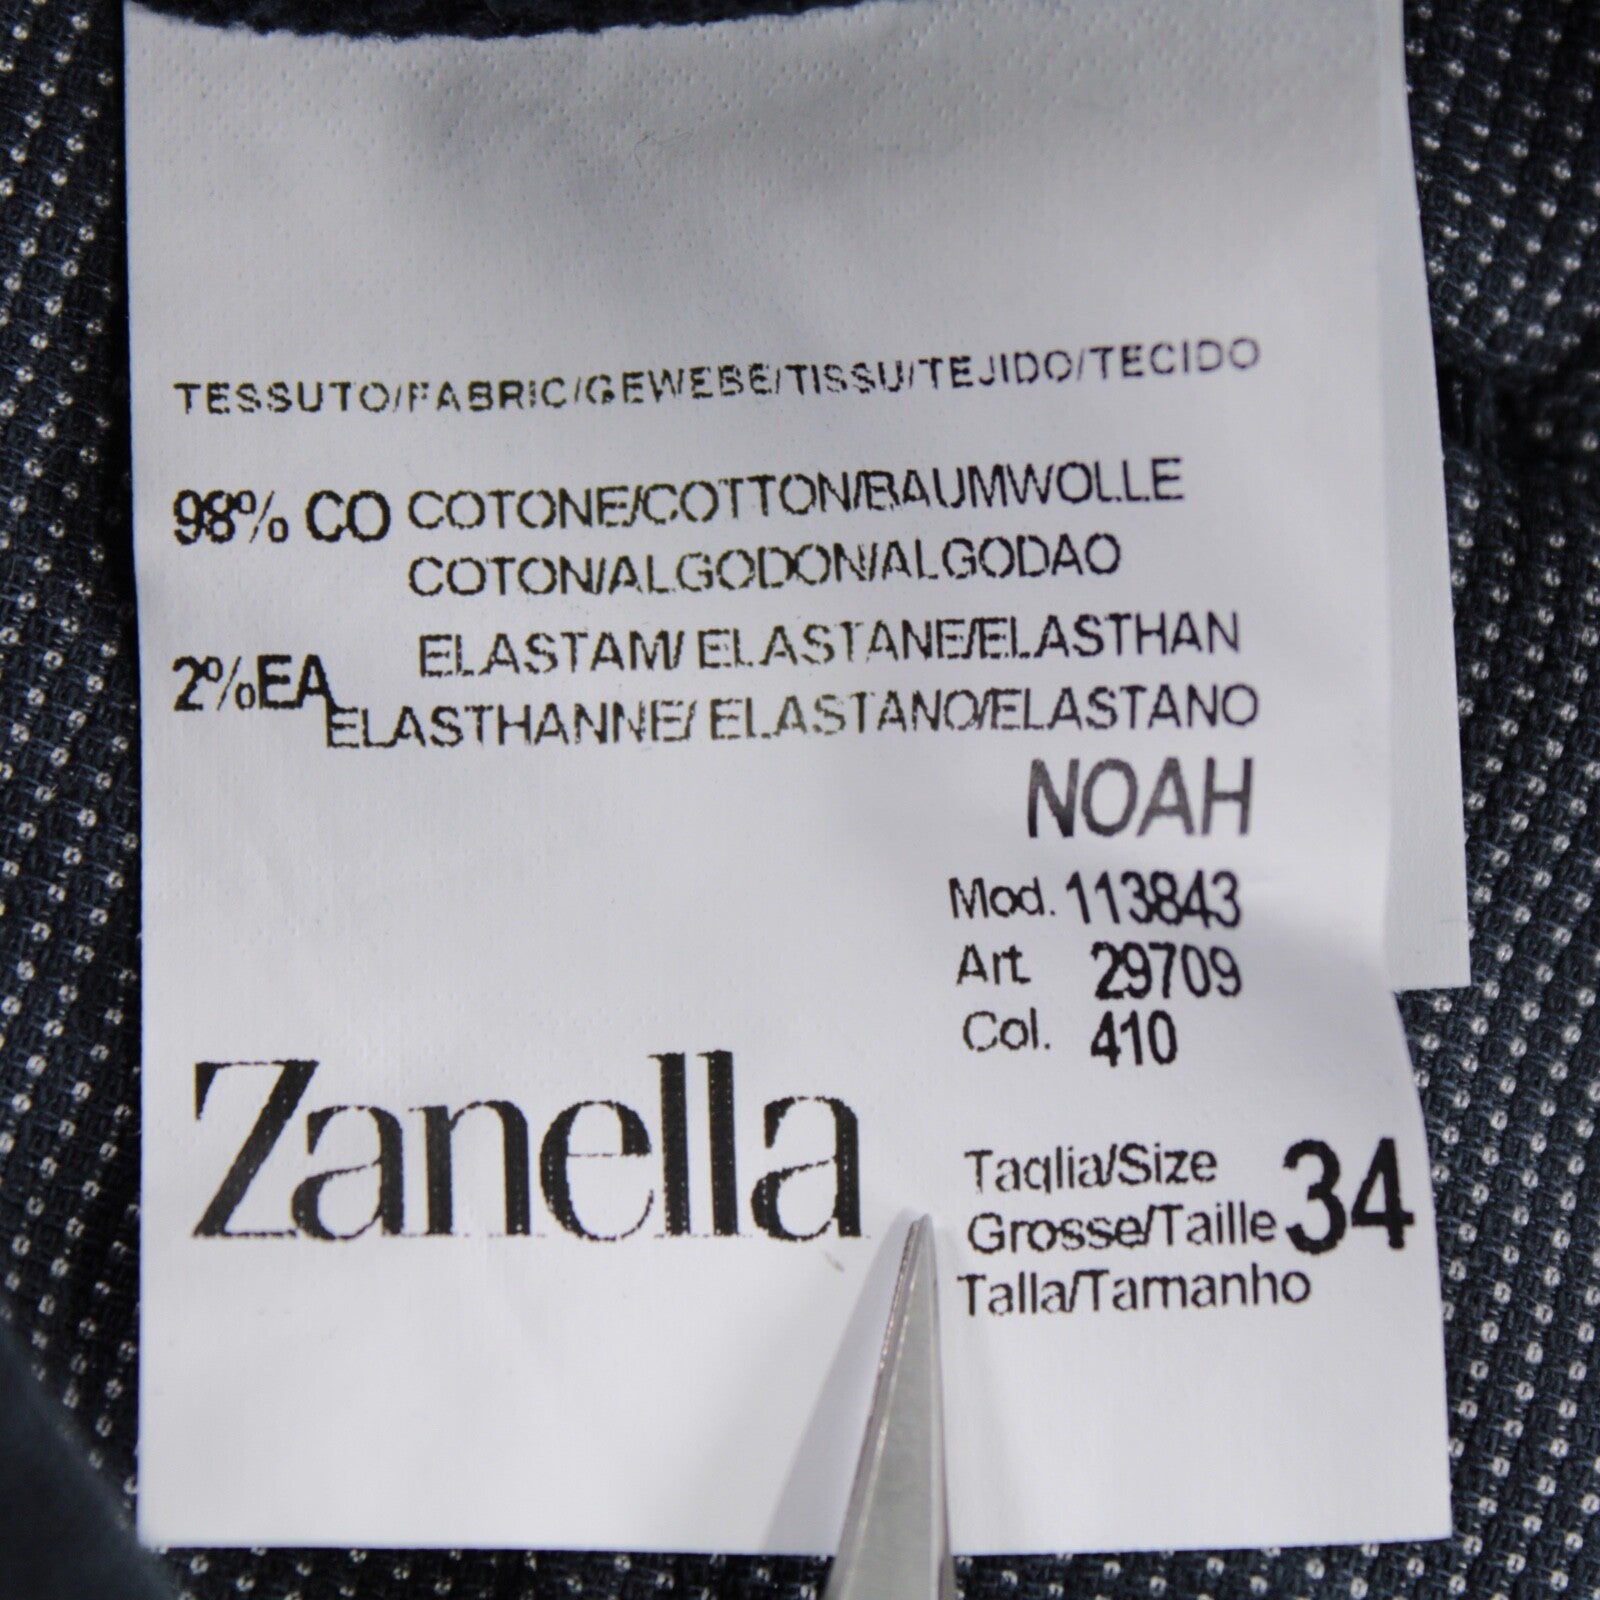 TESSUTO/FABRIC/GEWEBE/TISSU/TEJIDO/TECIDO
98% CO COTONE/COTTON/BAUMWOLLE
COTON/ALGODON/ALGODAO
2%EA ELASTAM/ ELASTANE/ELASTHAN
ELASTHANNE/ ELASTANO/ELASTANO
NOAH
Mod. 113843
Art. 29709
Col. 410
Zanella
Taglia/Size
Grosse/Taille 34
Talla/Tamanho